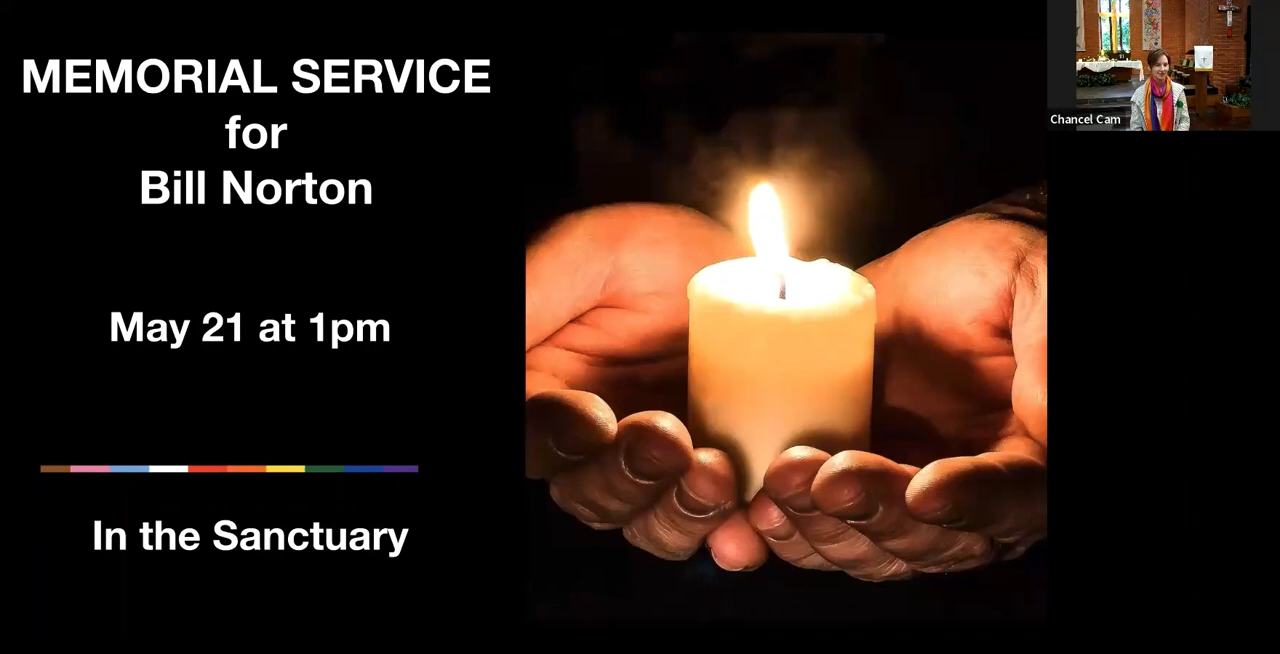 MEMORIAL SERVICE
for
Bill Norton
May 21 at 1pm
In the Sanctuary
Chancel Cam